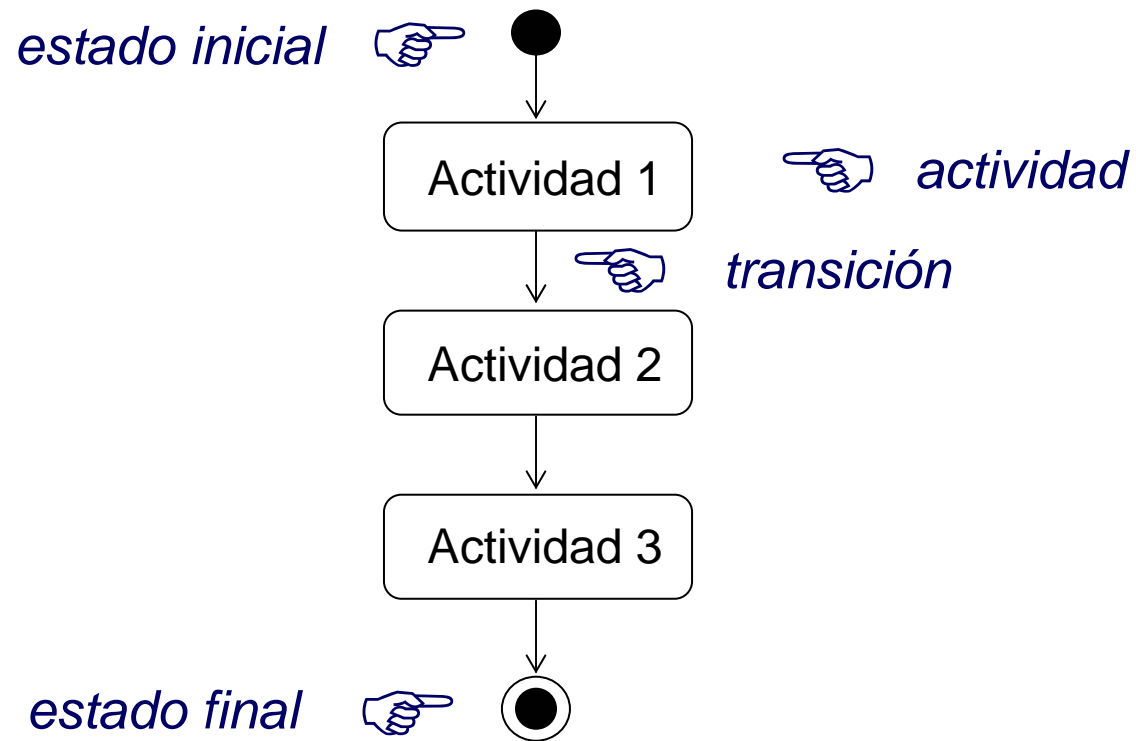 estado inicial
Actividad 1
actividad
transición
Actividad 2
Actividad 3
estado final